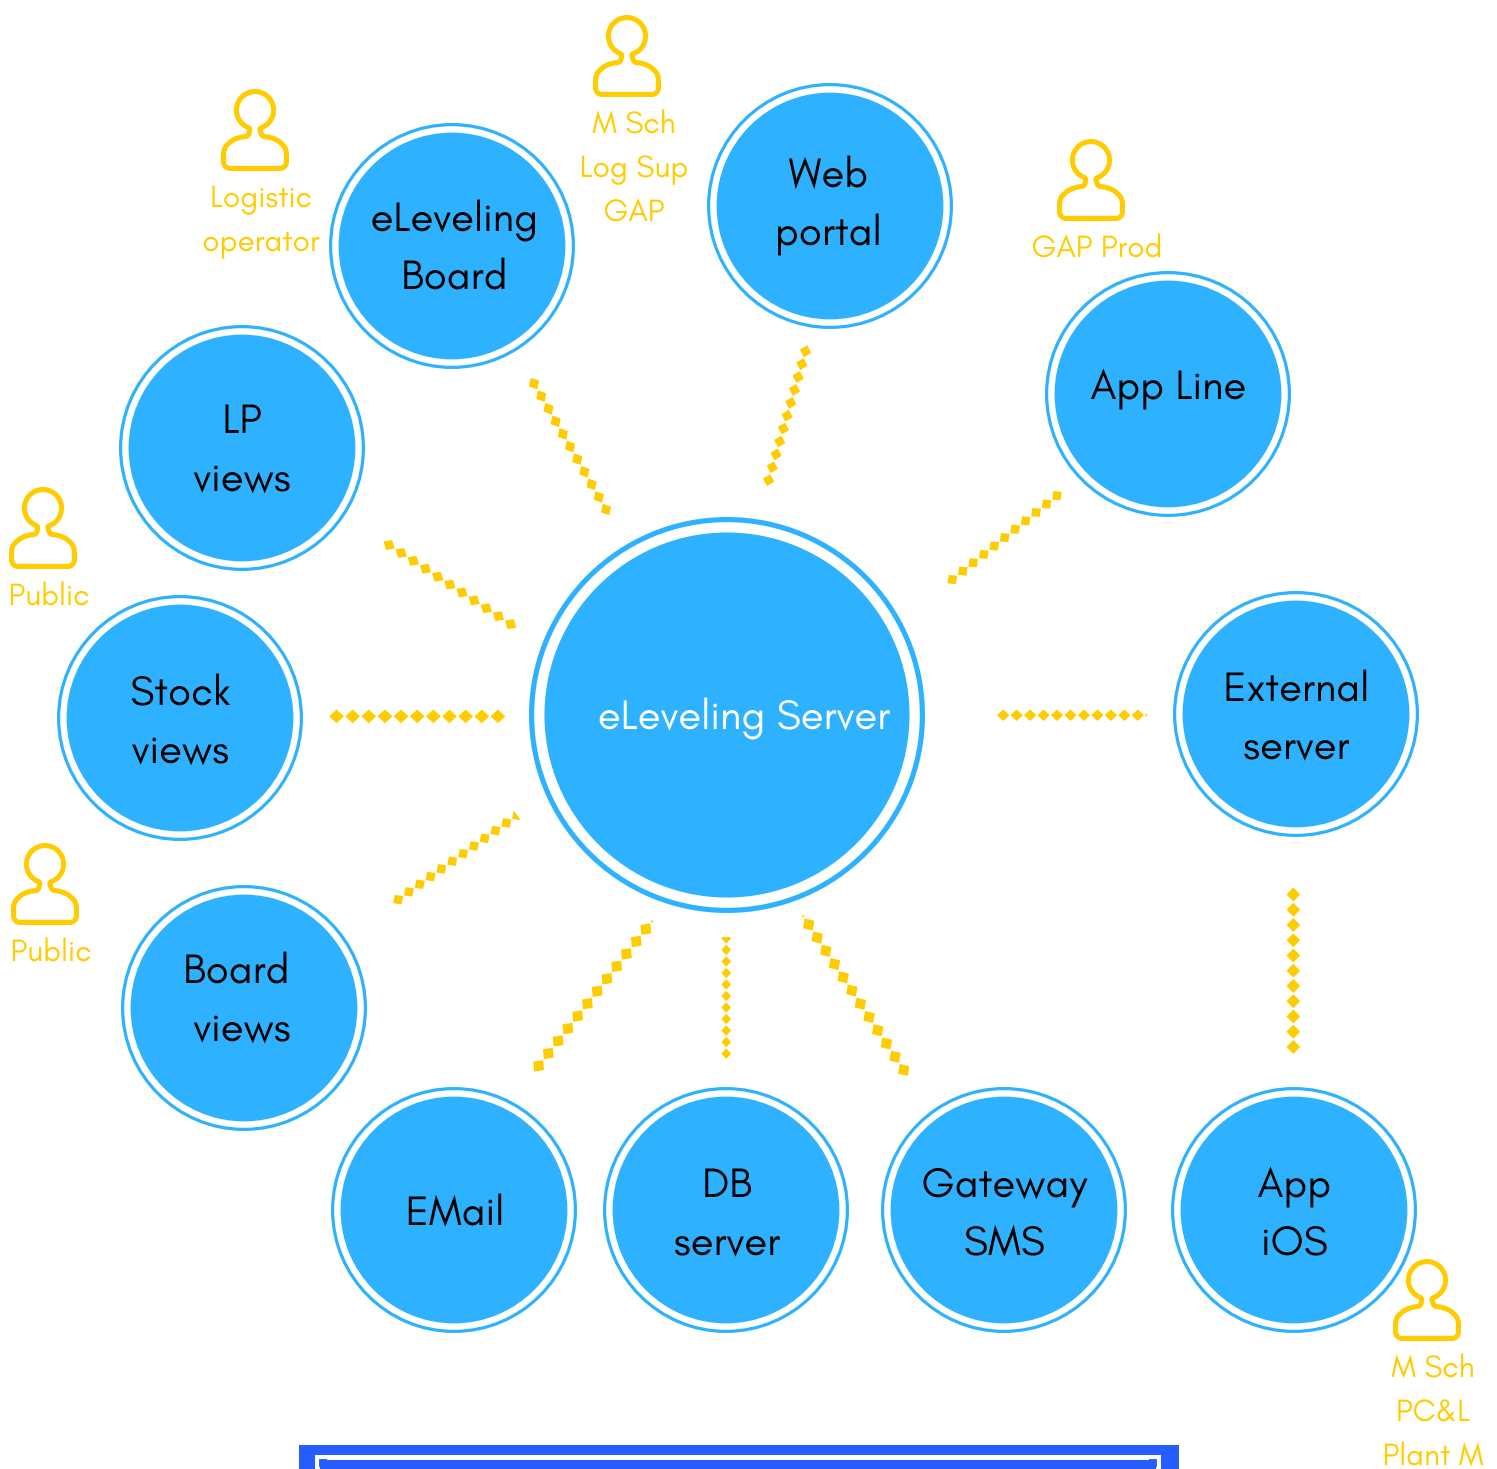 M Sch
Log Sup
GAP
Logistic
operator
eLeveling
Board
Web
portal
GAP Prod
App Line
LP
views
Public
Stock
views
eLeveling Server
External
server
Public
Board
views
EMail
DB
server
Gateway
SMS
App
iOS
M Sch
PC&L
Plant M